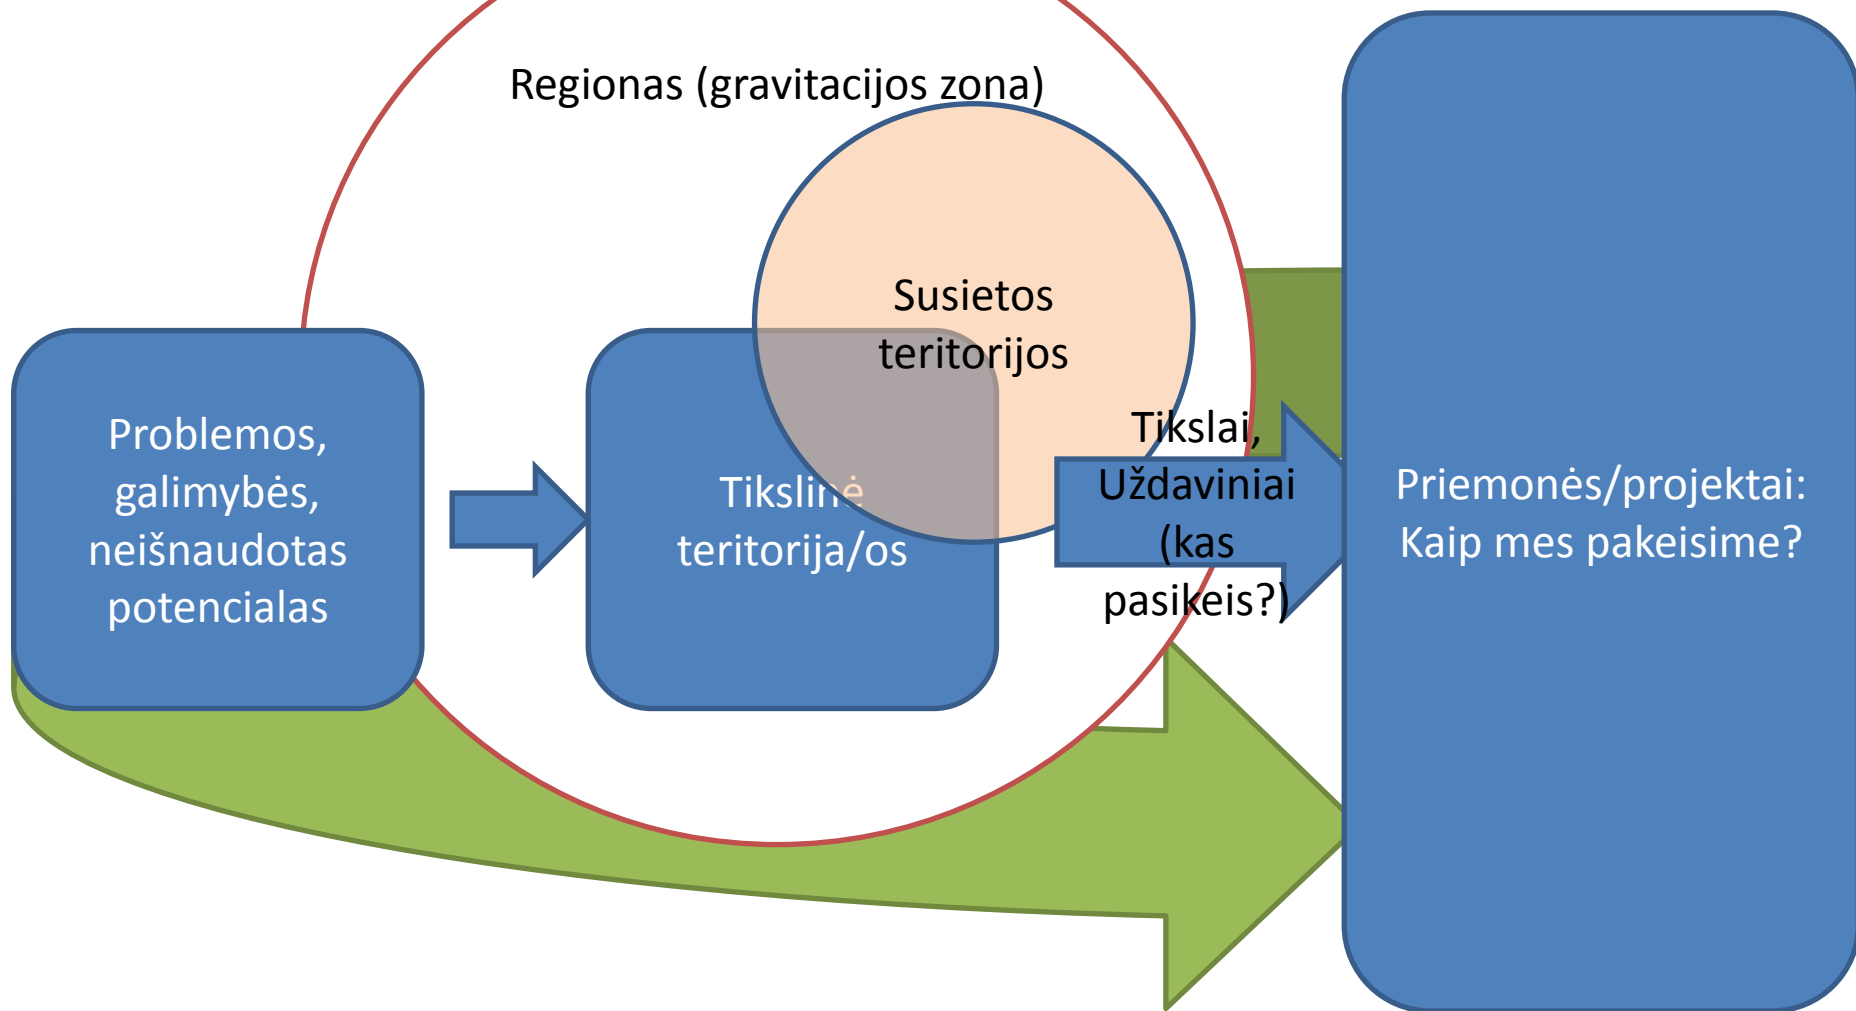 Regionas (gravitacijos zona)
Susietos
teritorijos
Problemos,
galimybės,
neišnaudotas
potencialas
Tikslinė
teritorija/os
Tikslai,
Uždaviniai
(kas
pasikeis?)
Priemonės/projektai:
Kaip mes pakeisime?